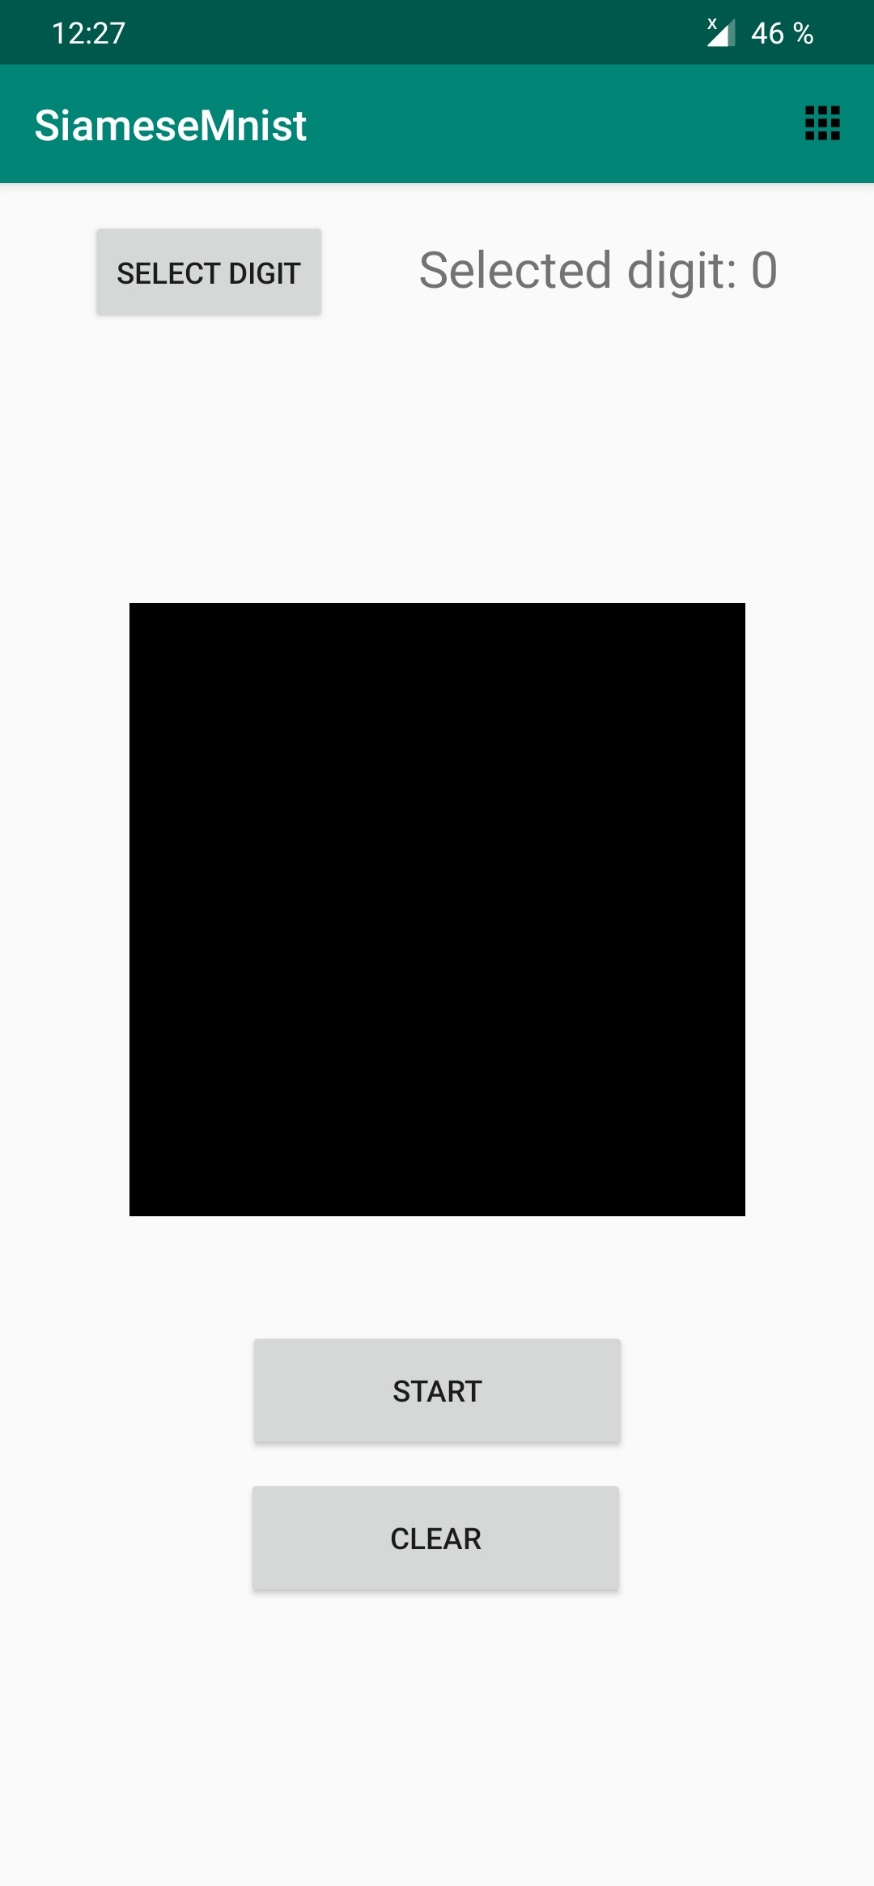 12:27 x 46 %
SiameseMnist
SELECT DIGIT Selected digit: 0
START
CLEAR